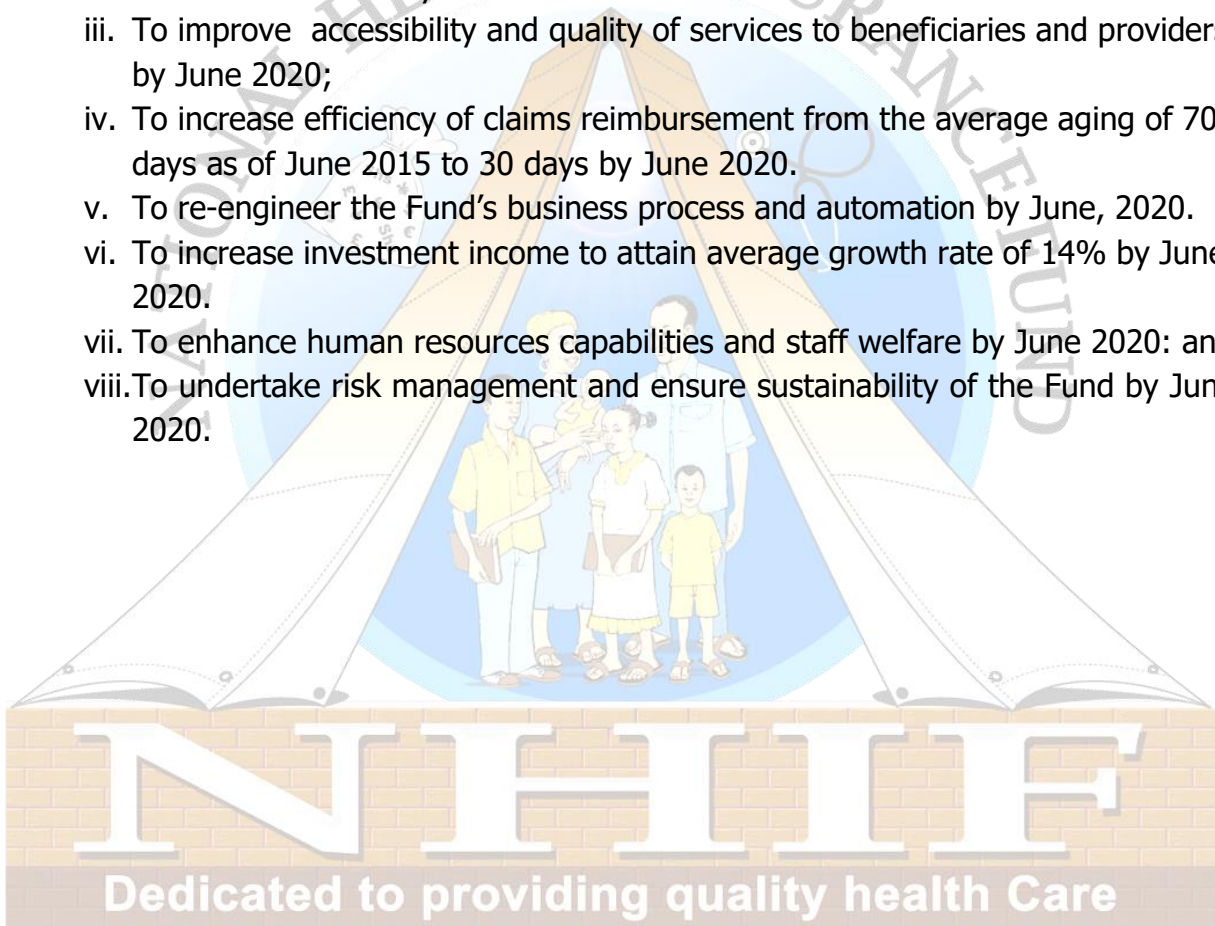 iii. To improve accessibility and quality of services to beneficiaries and providers
by June 2020;
iv. To increase efficiency of claims reimbursement from the average aging of 70
days as of June 2015 to 30 days by June 2020.
v. To re-engineer the Fund’s business process and automation by June, 2020.
vi. To increase investment income to attain average growth rate of 14% by June
2020.
vii. To enhance human resources capabilities and staff welfare by June 2020: an
viii. To undertake risk management and ensure sustainability of the Fund by Jun
2020.
NATIONAL HE URANCE FUND
NHIF
Dedicated to providing quality health Care